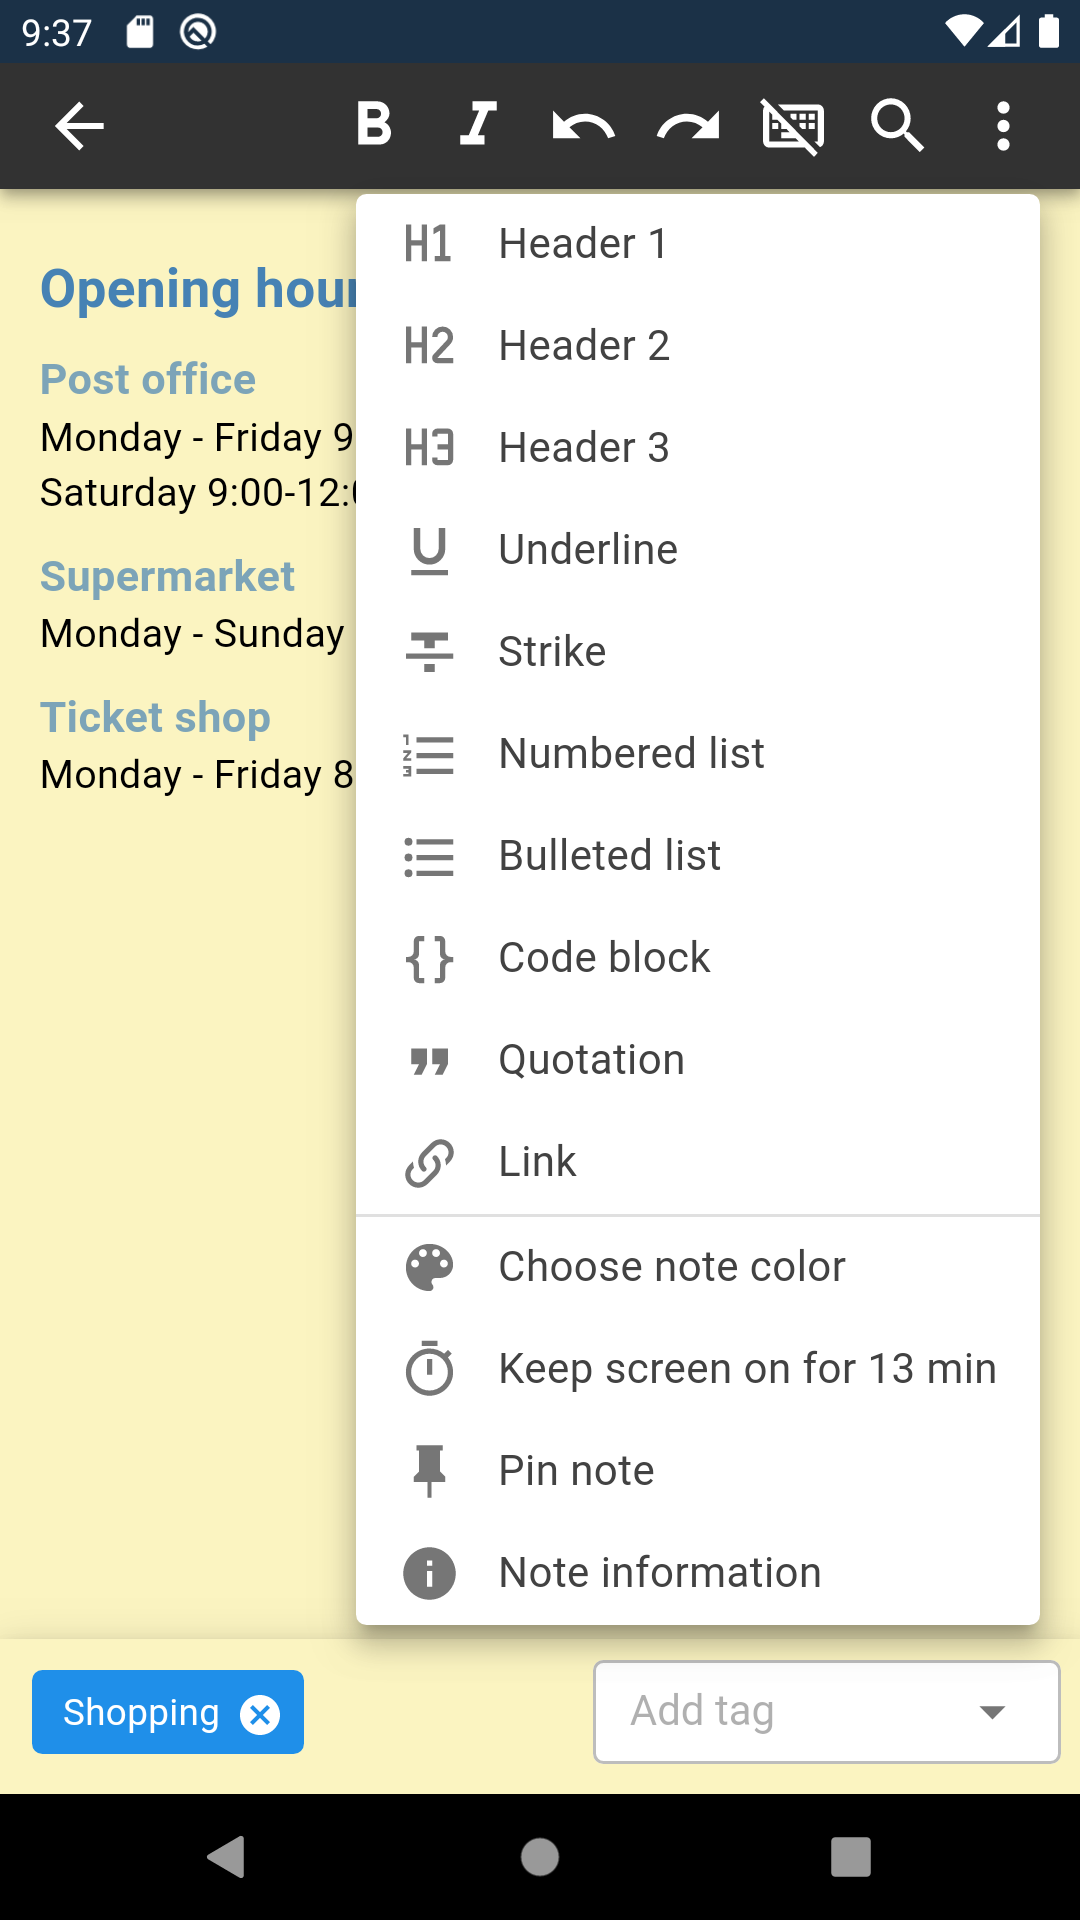 9:37
B I
H1 Header 1
Opening hour
H2 Header 2
Post office
Monday - Friday 9
H3 Header 3
Saturday 9:00-12:
U Underline
Supermarket
Monday - Sunday
Strike
Ticket shop
Numbered list
Monday - Friday 8
Bulleted list
{} Code block
Quotation
Link
Choose note color
Keep screen on for 13 min
Pin note
Note information
Shopping
Add tag